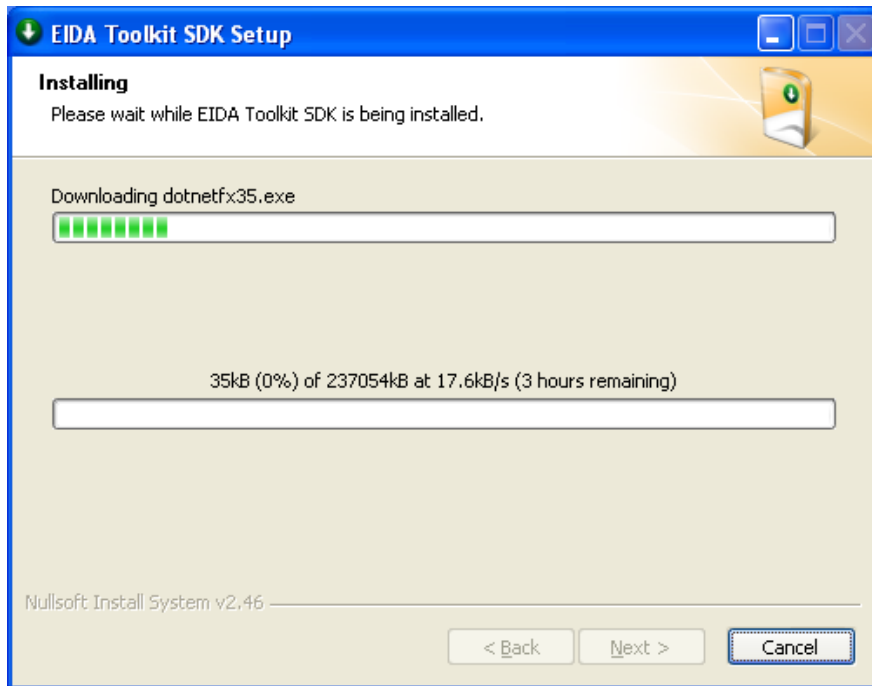 EIDA Toolkit SDK Setup
Installing
Please wait while EIDA Toolkit SDK is being installed.
Downloading dotnetfx35.exe
35kB (0%) of 237054kB at 17.6kB/s (3 hours remaining)
Nullsoft Install System v2.46
< Back Next > Cancel